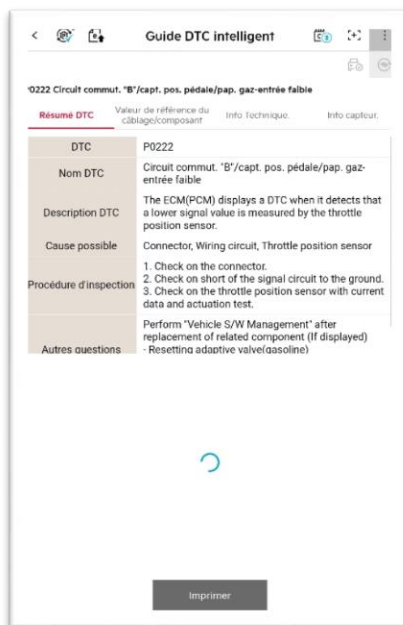 Guide DTC intelligent
P0222 Circuit commut. "B"/capt. pos. pédale/pap. gaz-entrée faible
Résumé DTC
Valeur de référence du
câblage/composant
Info Technique.
Info capteur.
DTC
P0222
Nom DTC
Circuit commut. "B"/capt. pos. pédale/pap. gaz-
entrée faible
Description DTC
The ECM(PCM) displays a DTC when it detects that
a lower signal value is measured by the throttle
position sensor.
Cause possible
Connector, Wiring circuit, Throttle position sensor
Procédure d'inspection
1. Check on the connector.
2. Check on short of the signal circuit to the ground.
3. Check on the throttle position sensor with current
data and actuation test.
Autres questions
Perform "Vehicle S/W Management" after
replacement of related component (If displayed)
- Resetting adaptive valve(gasoline)
Imprimer